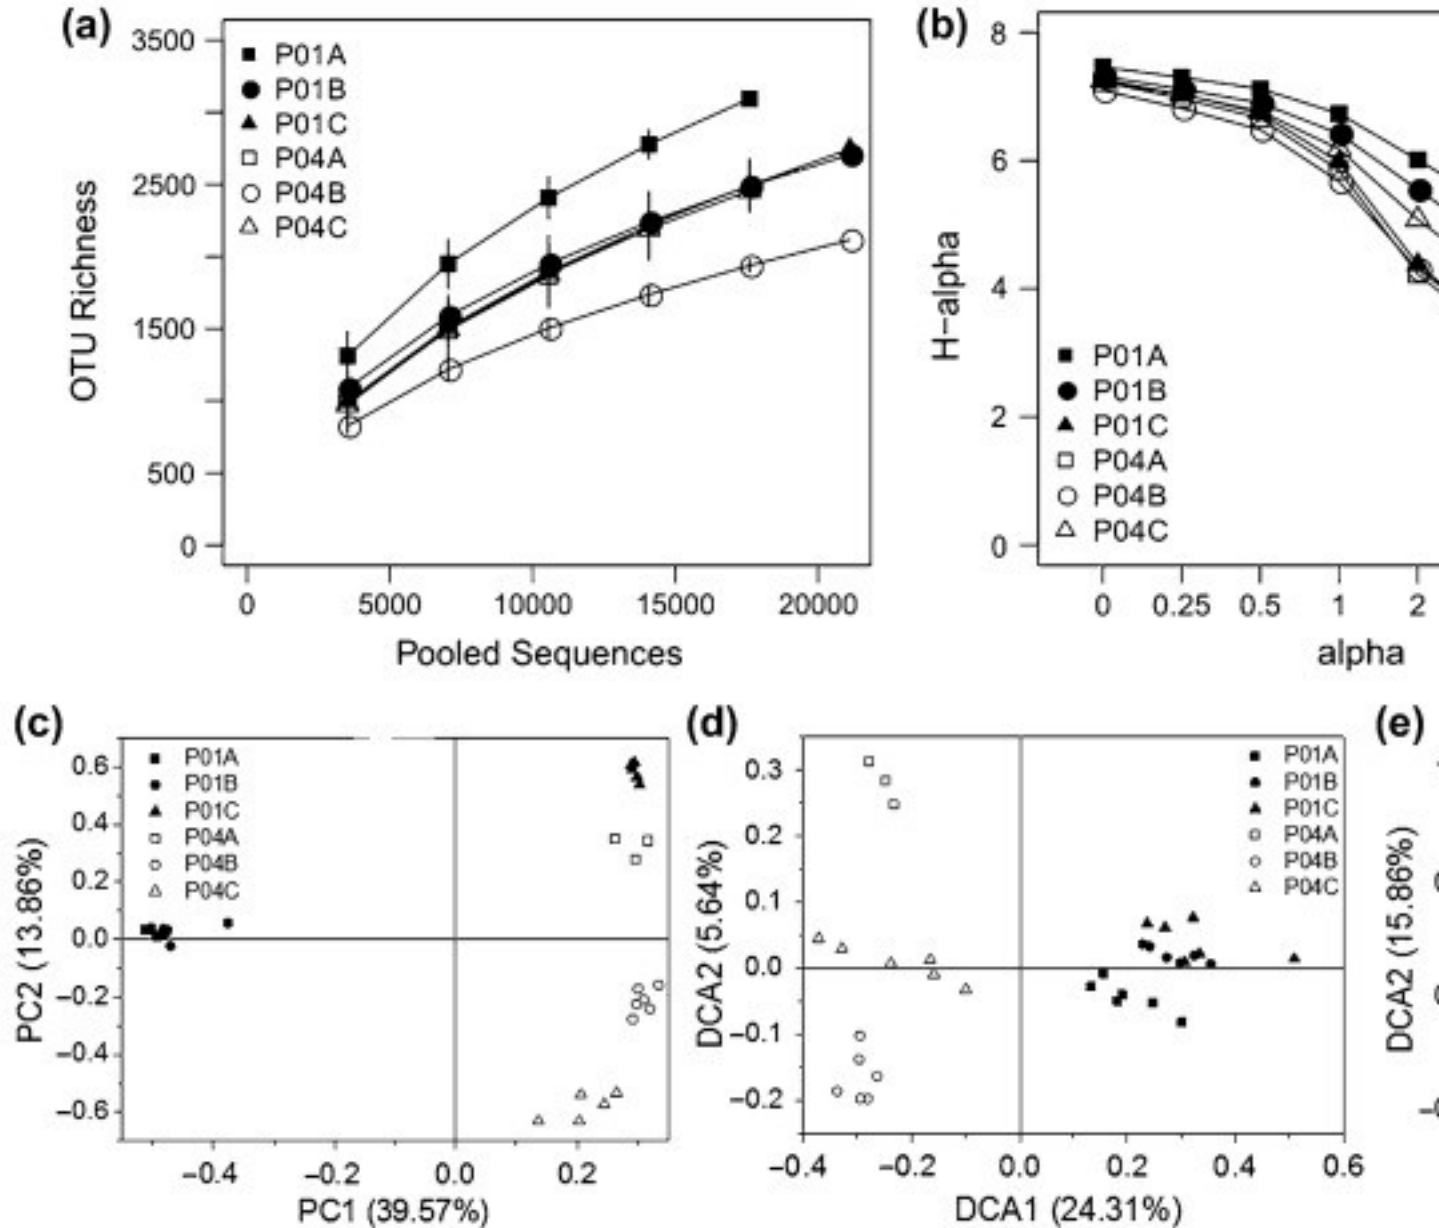 (a)
3500
2500
1500
500
0
OTU Richness
P01A
P01B
P01C
P04A
P04B
P04C
0 5000 10000 15000 20000
Pooled Sequences
(b)
8
6
4
2
0
H-alpha
P01A
P01B
P01C
P04A
P04B
P04C
0 0.25 0.5 1 2
alpha
(c)
0.6
0.4
0.2
0.0
−0.2
−0.4
−0.6
PC2 (13.86%)
P01A
P01B
P01C
P04A
P04B
P04C
−0.4 −0.2 0.0 0.2
PC1 (39.57%)
(d)
0.3
0.2
0.1
0.0
−0.1
−0.2
DCA2 (5.64%)
P01A
P01B
P01C
P04A
P04B
P04C
−0.4 −0.2 0.0 0.2 0.4 0.6
DCA1 (24.31%)
(e)
DCA2 (15.86%)